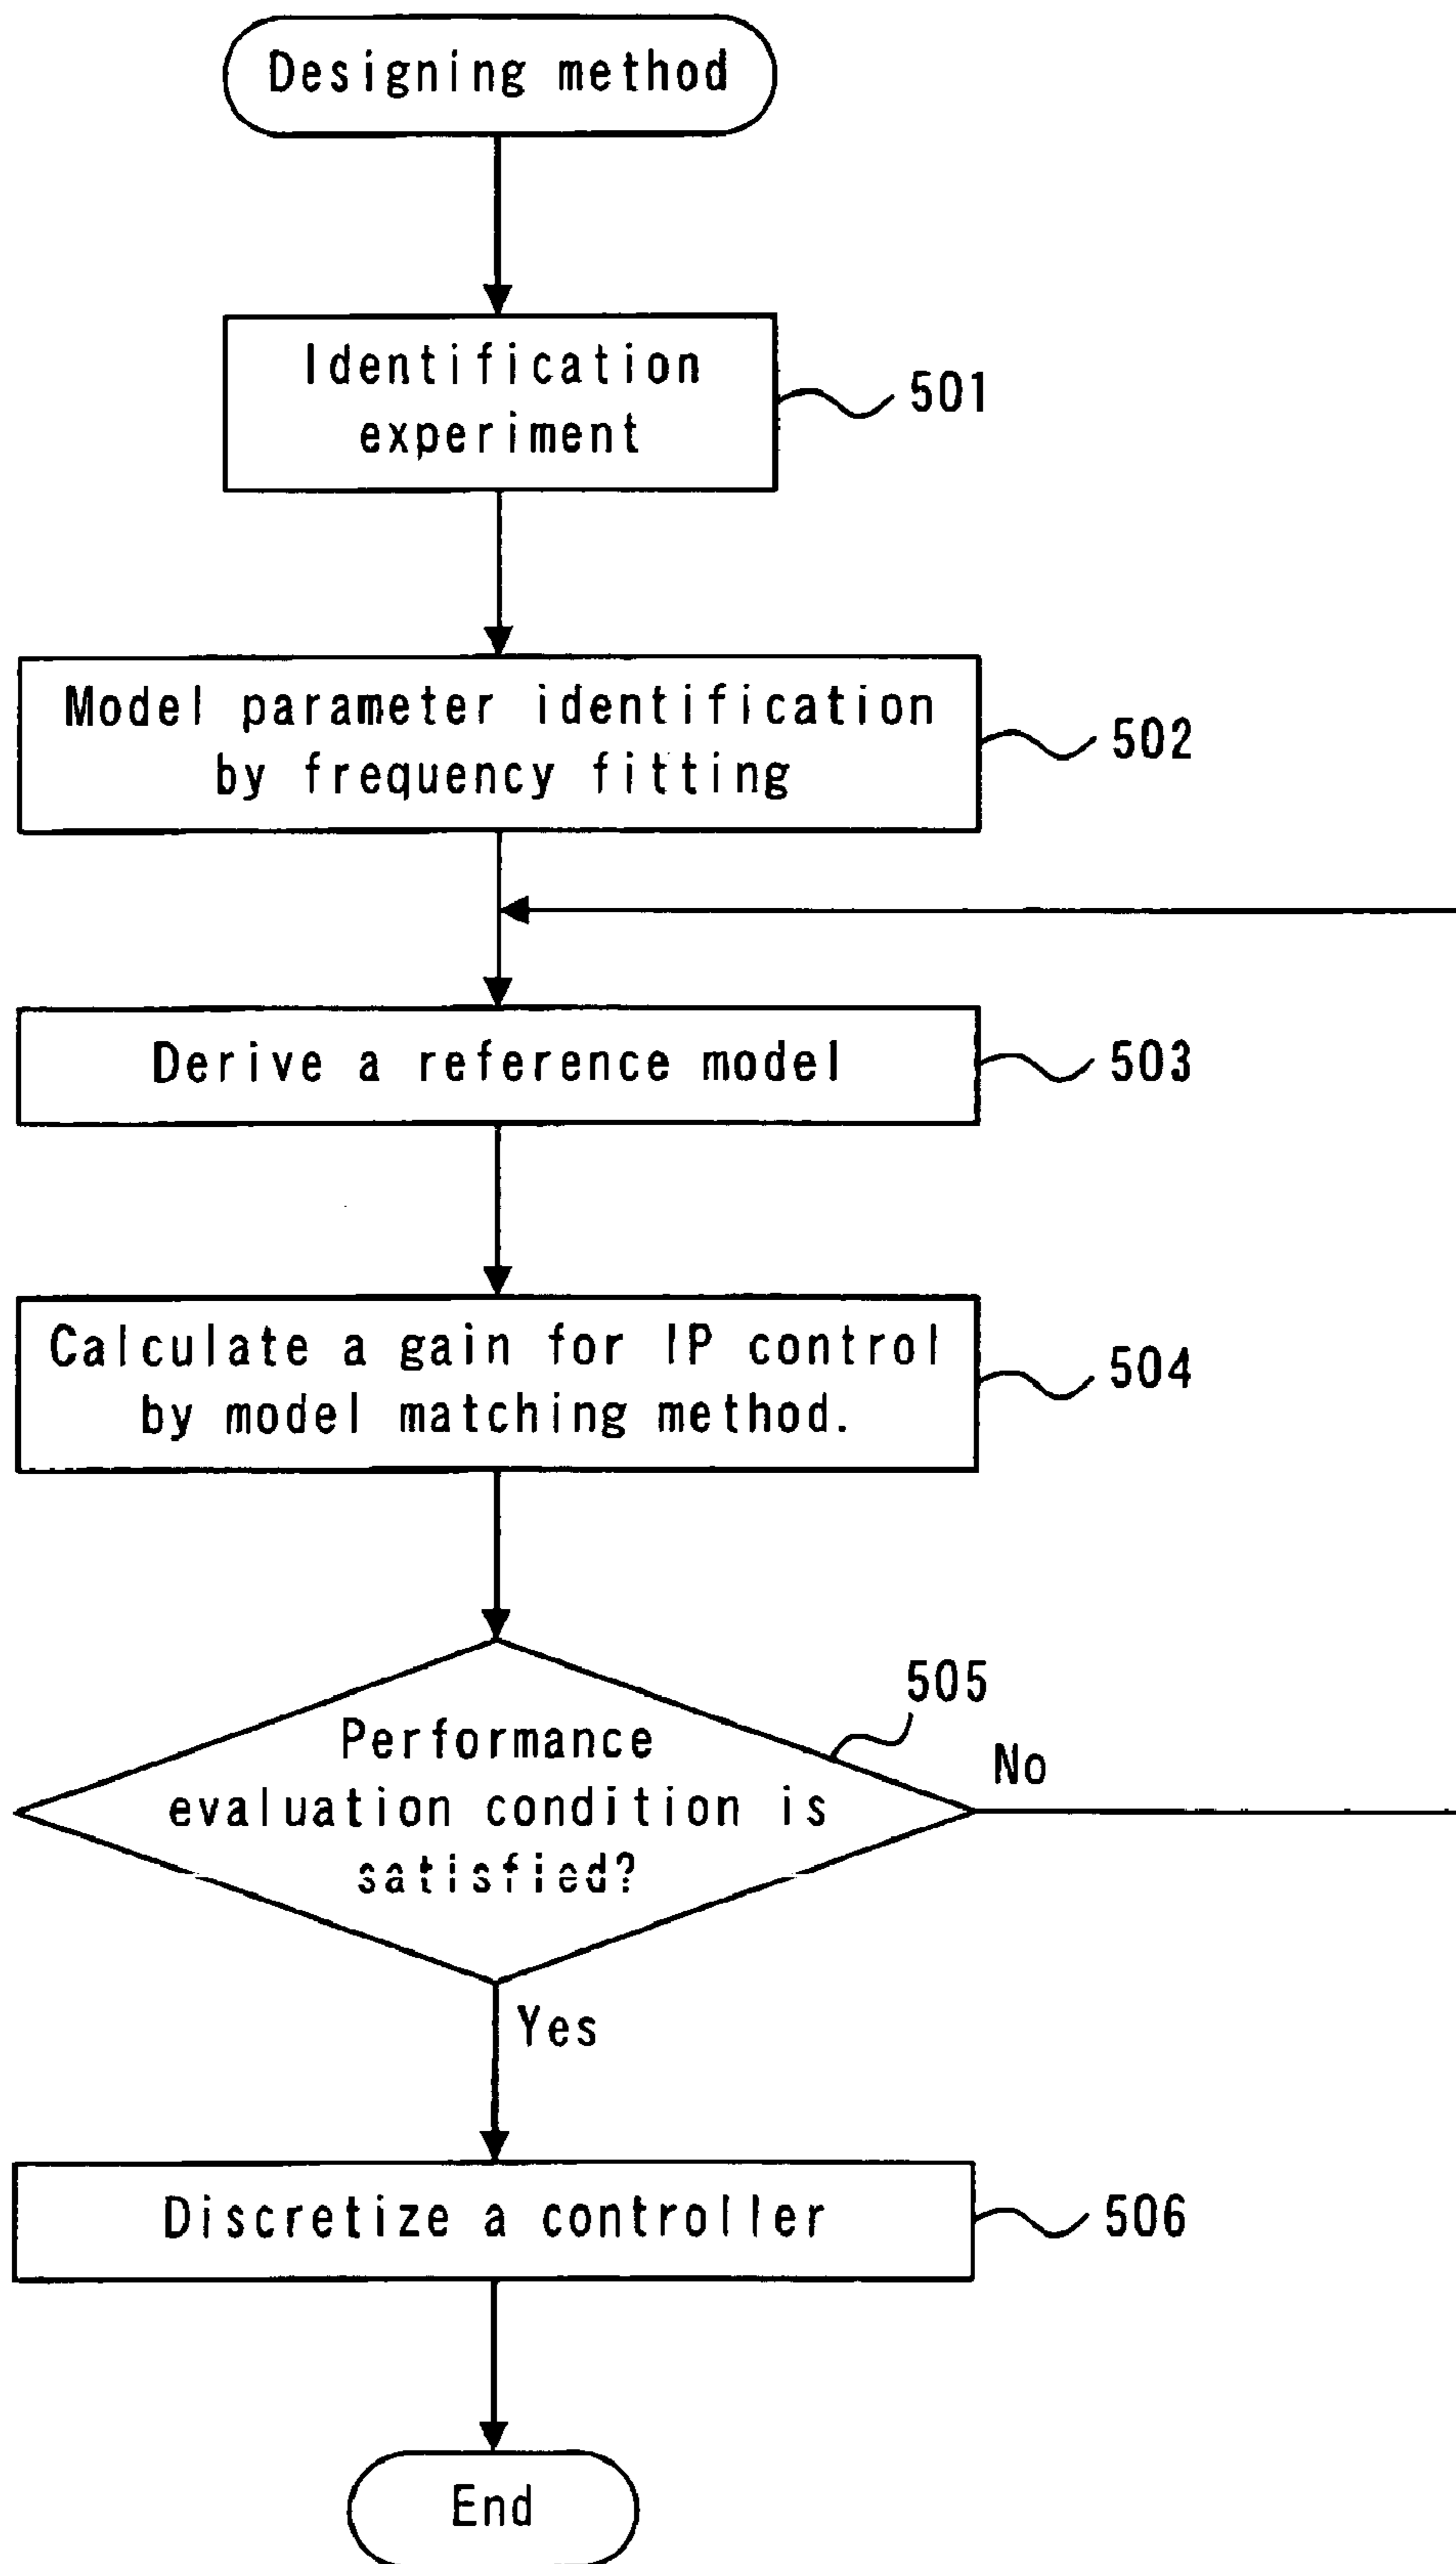 Designing method
Identification
experiment
501
Model parameter identification
by frequency fitting
502
Derive a reference model
503
Calculate a gain for IP control
by model matching method.
504
505
Performance
evaluation condition is
satisfied?
No
Yes
Discretize a controller
506
End